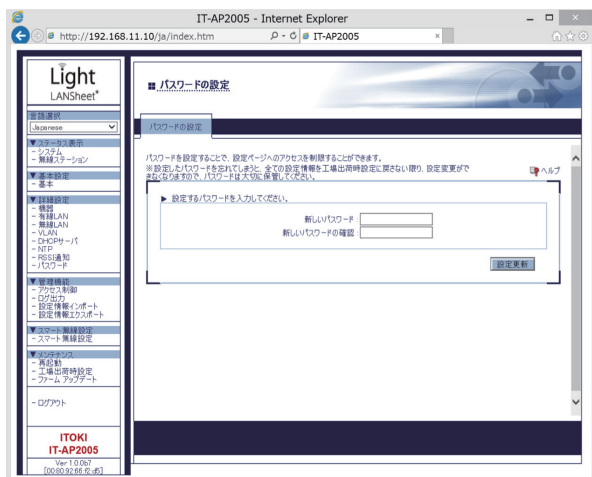 IT-AP2005 - Internet Explorer
http://192.168.11.10/ja/index.htm
IT-AP2005
Light
LANSheet*
言語選択
Japanese
▼ステータス表示
- システム
- 無線ステーション
▼基本設定
- 基本
▼詳細設定
- 機器
- 有線LAN
- 無線LAN
- VLAN
- DHCPサーバ
- NTP
- RSSI通知
- パスワード
▼管理機能
- アクセス制御
- ログ出力
- 設定情報インポート
- 設定情報エクスポート
▼スマート無線設定
- スマート無線設定
▼メンテナンス
- 再起動
- 工場出荷時設定
- ファーム アップデート
- ログアウト
ITOKI
IT-AP2005
Ver 1.0.0b7
[00:80:92:66:f2:d5]
パスワードの設定
パスワードの設定
パスワードを設定することで、設定ページへのアクセスを制限することができます。
※設定したパスワードを忘れてしまうと、全ての設定情報を工場出荷時設定に戻さない限り、設定変更がで
きなくなりますので、パスワードは大切に保管してください。
ヘルプ
▶ 設定するパスワードを入力してください。
新しいパスワード :
新しいパスワードの確認 :
設定更新